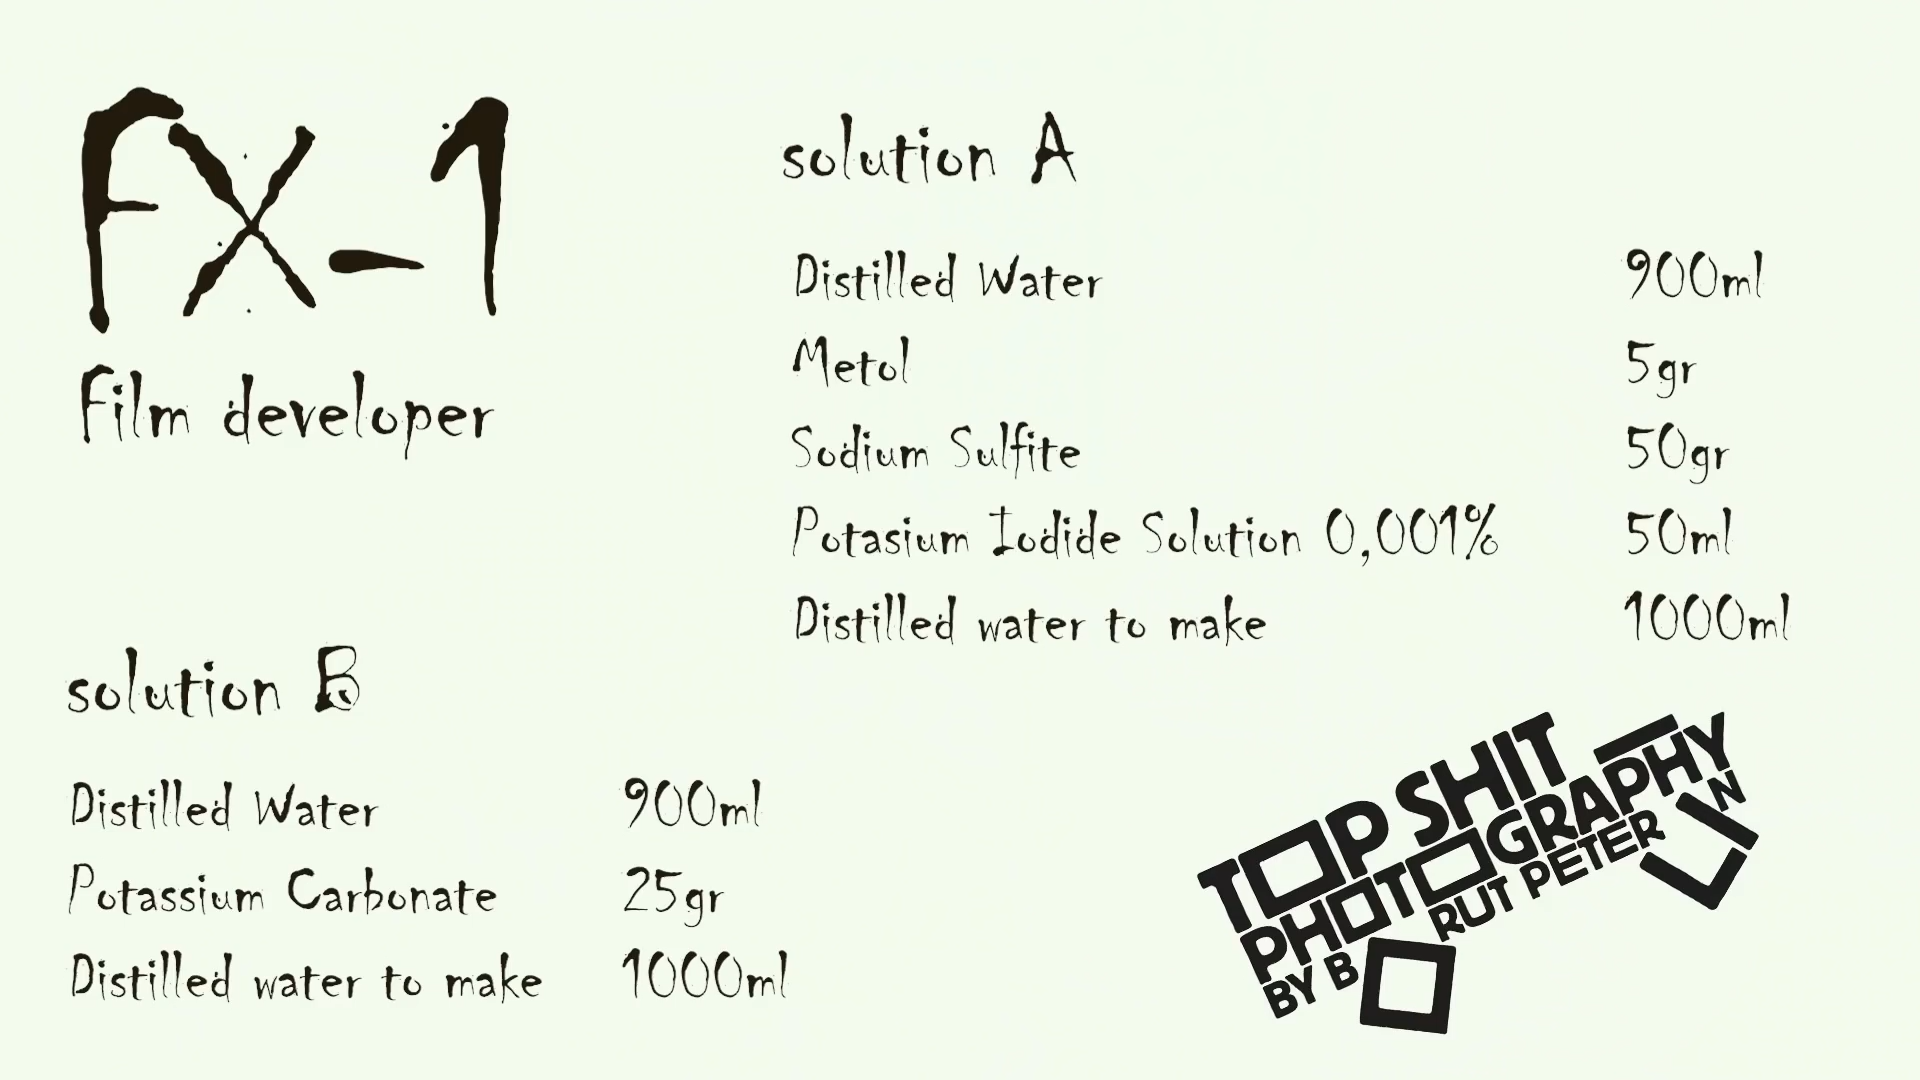 FX-1
Film developer
solution A
Distilled Water 900ml
Metol 5gr
Sodium Sulfite 50gr
Potasium Iodide Solution 0,001% 50ml
Distilled water to make 1000ml
solution B
Distilled Water 900ml
Potassium Carbonate 25gr
Distilled water to make 1000ml
TOP SHIT
PHOTOGRAPHY
BY BORUT PETERLIN